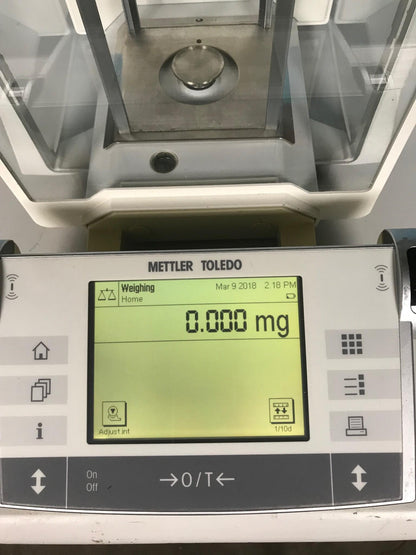 METTLER TOLEDO
Weighing Mar 9 2018 2.18 PM
Home
0.000 mg
Adjust.int 1/10d
i
On
Off
→O/T←